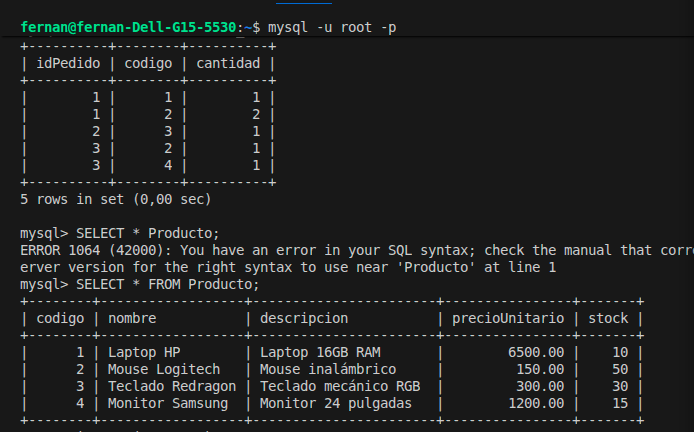 fernan@fernan-Dell-G15-5530:~$ mysql -u root -p
+----------+--------+----------+
| idPedido | codigo | cantidad |
+----------+--------+----------+
|        1 |      1 |        1 |
|        1 |      2 |        2 |
|        2 |      3 |        1 |
|        3 |      2 |        1 |
|        3 |      4 |        1 |
+----------+--------+----------+
5 rows in set (0,00 sec)
mysql> SELECT * Producto;
ERROR 1064 (42000): You have an error in your SQL syntax; check the manual that corr
erver version for the right syntax to use near 'Producto' at line 1
mysql> SELECT * FROM Producto;
+--------+------------------+-----------------------+----------------+-------+
| codigo | nombre           | descripcion           | precioUnitario | stock |
+--------+------------------+-----------------------+----------------+-------+
|      1 | Laptop HP        | Laptop 16GB RAM       |        6500.00 |    10 |
|      2 | Mouse Logitech   | Mouse inalámbrico     |         150.00 |    50 |
|      3 | Teclado Redragon | Teclado mecánico RGB  |         300.00 |    30 |
|      4 | Monitor Samsung  | Monitor 24 pulgadas   |        1200.00 |    15 |
+--------+------------------+-----------------------+----------------+-------+